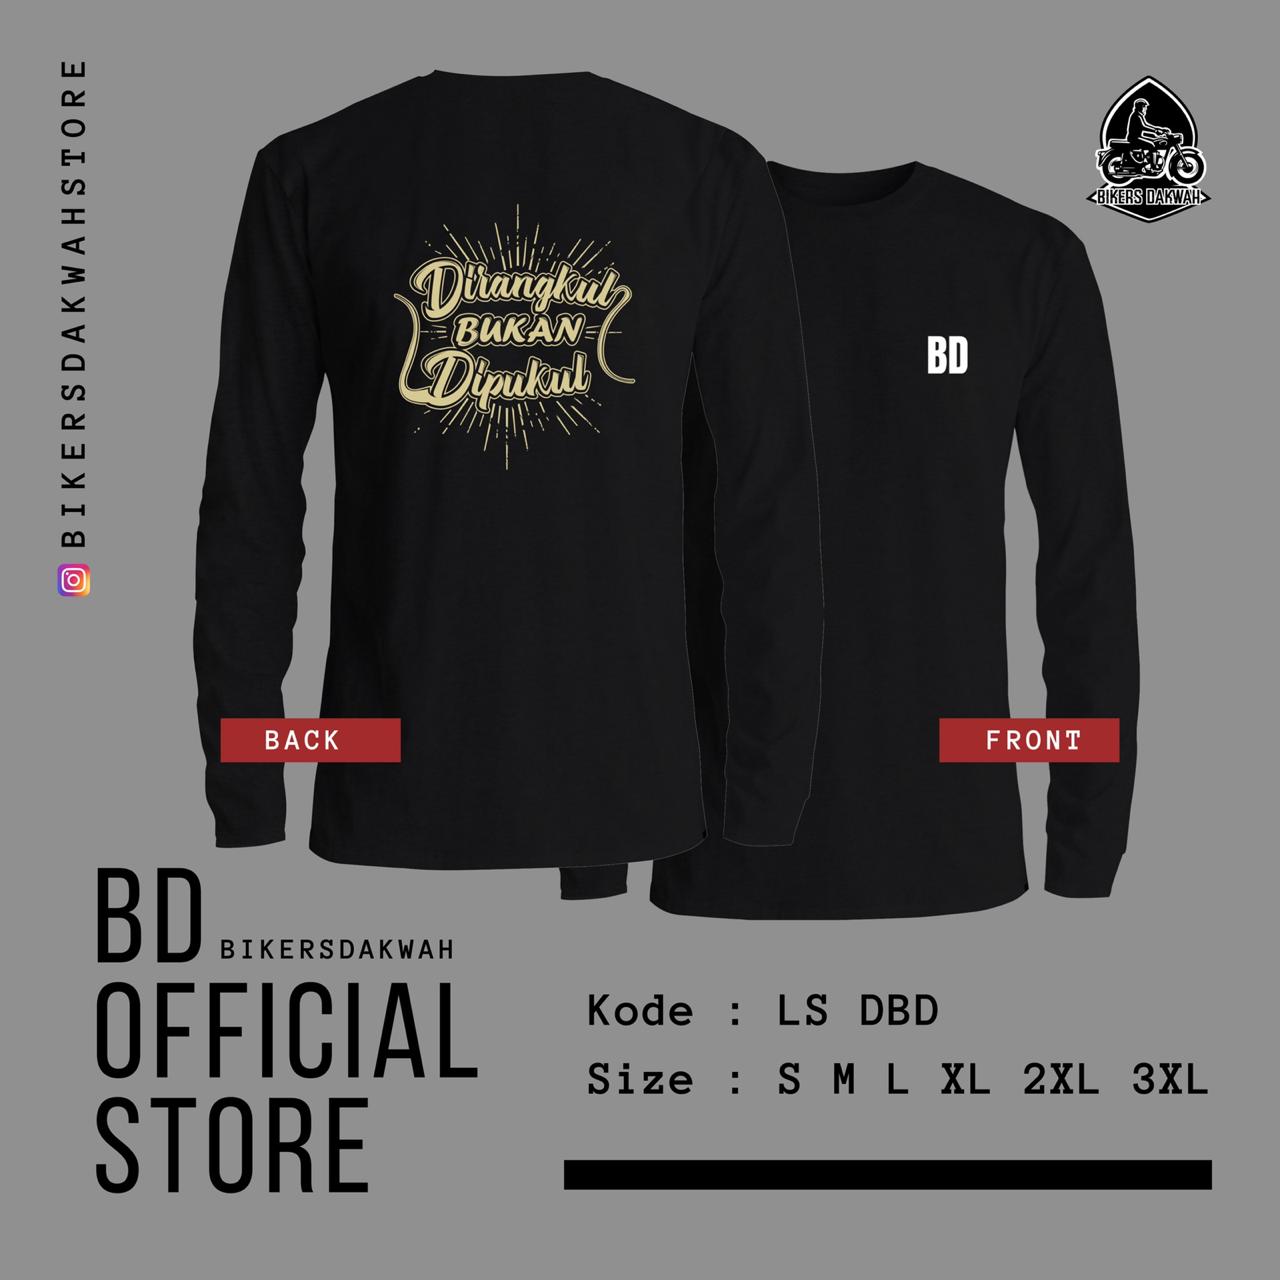 BIKERSDAKWAHSTORE
BIKERS DAKWAH
Dirangkul
BUKAN
Dipukul
BD
BACK
FRONT
BD BIKERSDAKWAH
OFFICIAL
STORE
Kode : LS DBD
Size : S M L XL 2XL 3XL